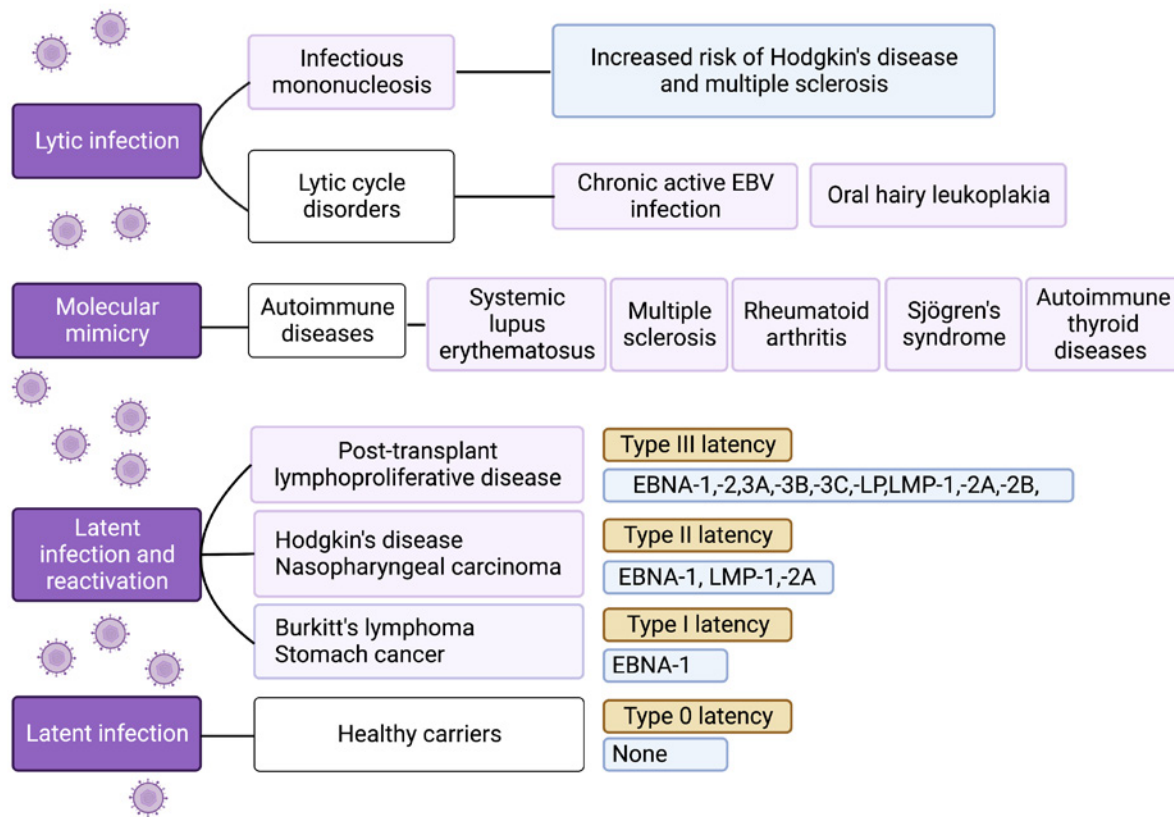 Infectious
mononucleosis
Increased risk of Hodgkin's disease
and multiple sclerosis
Lytic infection
Lytic cycle
disorders
Chronic active EBV
infection
Oral hairy leukoplakia
Molecular
mimicry
Autoimmune
diseases
Systemic
lupus
erythematosus
Multiple
sclerosis
Rheumatoid
arthritis
Sjögren's
syndrome
Autoimmune
thyroid
diseases
Latent
infection and
reactivation
Post-transplant
lymphoproliferative disease
Type III latency
EBNA-1,-2,3A,-3B,-3C,-LP,LMP-1,-2A,-2B,
Hodgkin's disease
Nasopharyngeal carcinoma
Type II latency
EBNA-1, LMP-1,-2A
Burkitt's lymphoma
Stomach cancer
Type I latency
EBNA-1
Latent infection
Healthy carriers
Type 0 latency
None